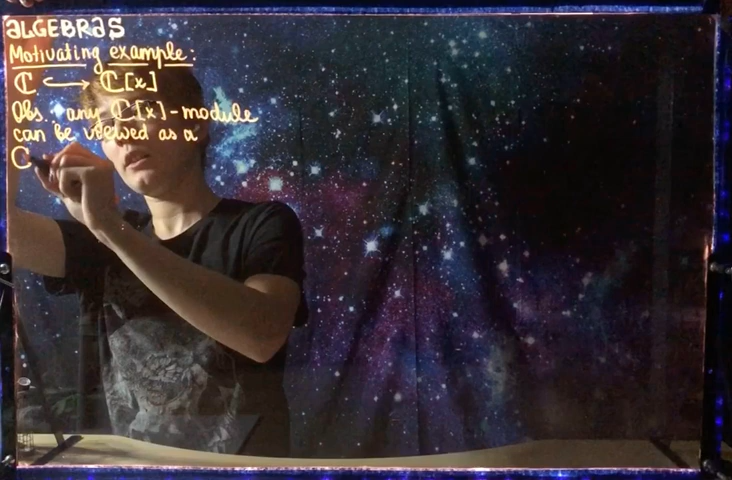 ALGEBRAS
Motivating example:
ℂ ↪ ℂ[x]
Obs. any ℂ[x]-module
can be viewed as a
C